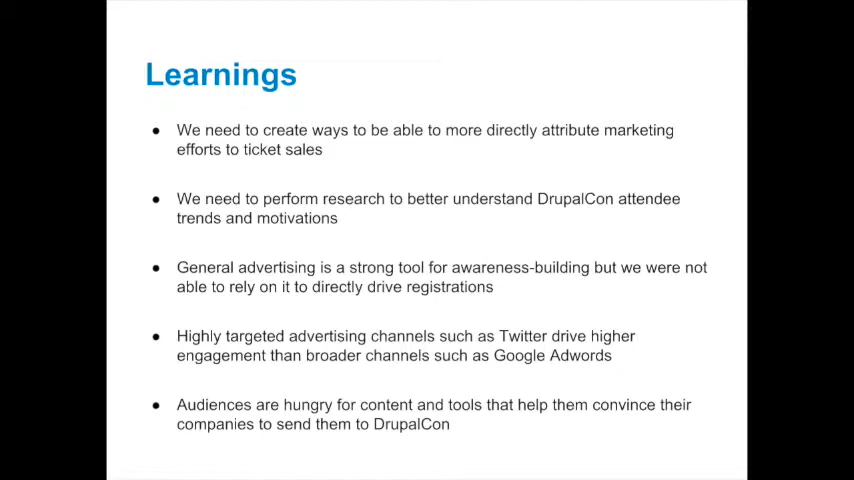 Learnings
● We need to create ways to be able to more directly attribute marketing
efforts to ticket sales
● We need to perform research to better understand DrupalCon attendee
trends and motivations
● General advertising is a strong tool for awareness-building but we were not
able to rely on it to directly drive registrations
● Highly targeted advertising channels such as Twitter drive higher
engagement than broader channels such as Google Adwords
● Audiences are hungry for content and tools that help them convince their
companies to send them to DrupalCon